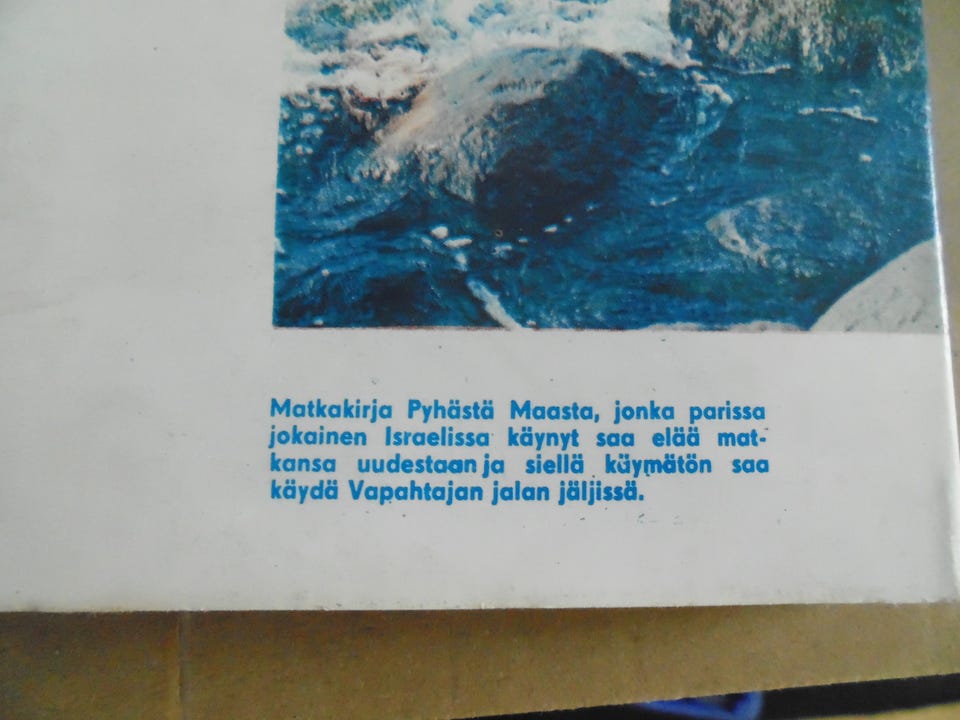 Matkakirja Pyhästä Maasta, jonka parissa
jokainen Israelissa käynyt saa elää mat-
kansa uudestaan ja siellä käymätön saa
käydä Vapahtajan jalan jäljissä.